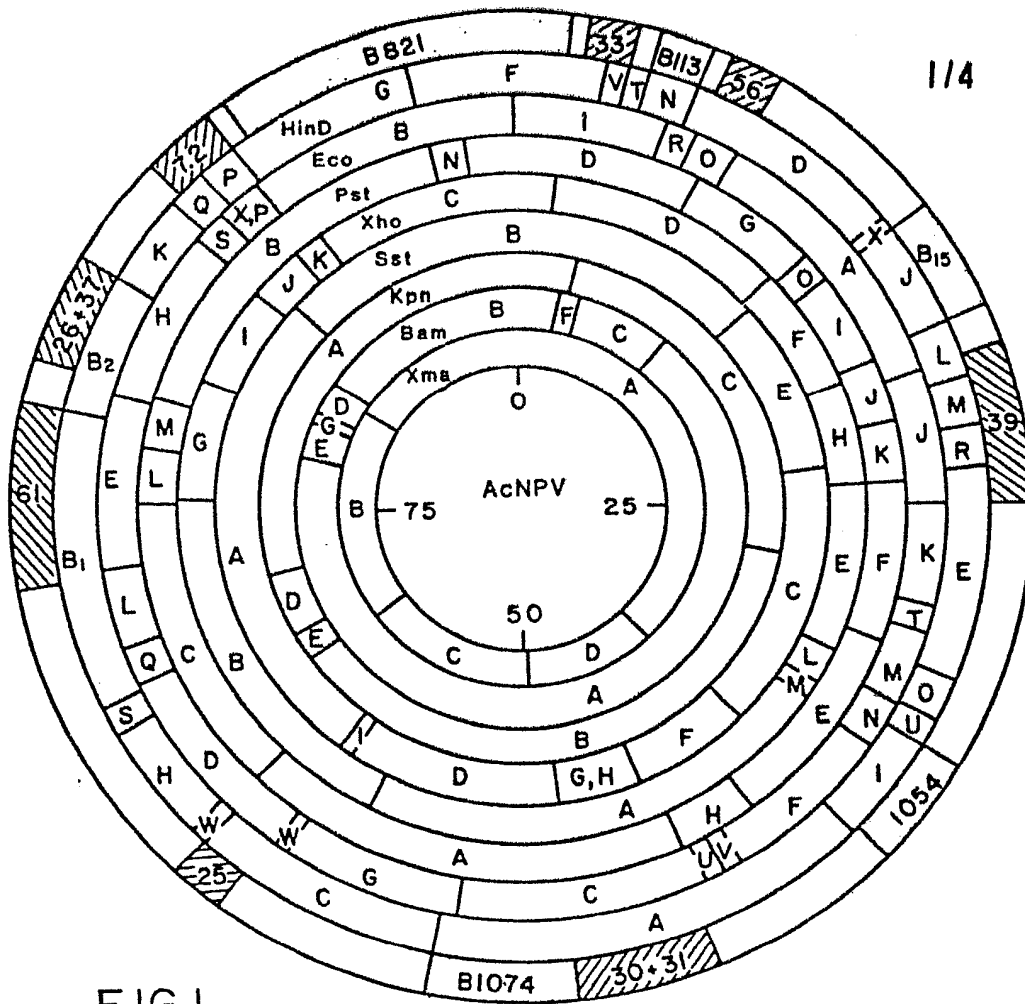 1/4
B821
33
B113
56
B15
39
1054
30+31
B1074
25
61
26+37
7.2
HinD
G
F
V
T
N
D
X
J
L
M
R
E
O
U
I
A
C
W
H
S
B1
B2
K
Q
P
Eco
B
I
R
O
A
J
K
T
M
N
F
V
U
C
G
W
D
Q
L
E
H
S
X,P
Pst
N
D
G
O
I
J
K
F
E
H
A
C
L
M
B
Xho
C
D
F
H
E
L
M
A
B
G
I
J
K
Sst
B
E
C
F
G,H
D
I
A
Kpn
C
B
E
D
A
Bam
B
F
C
A
E
G
D
Xma
A
D
C
B
0
25
50
75
AcNPV
FIG.1